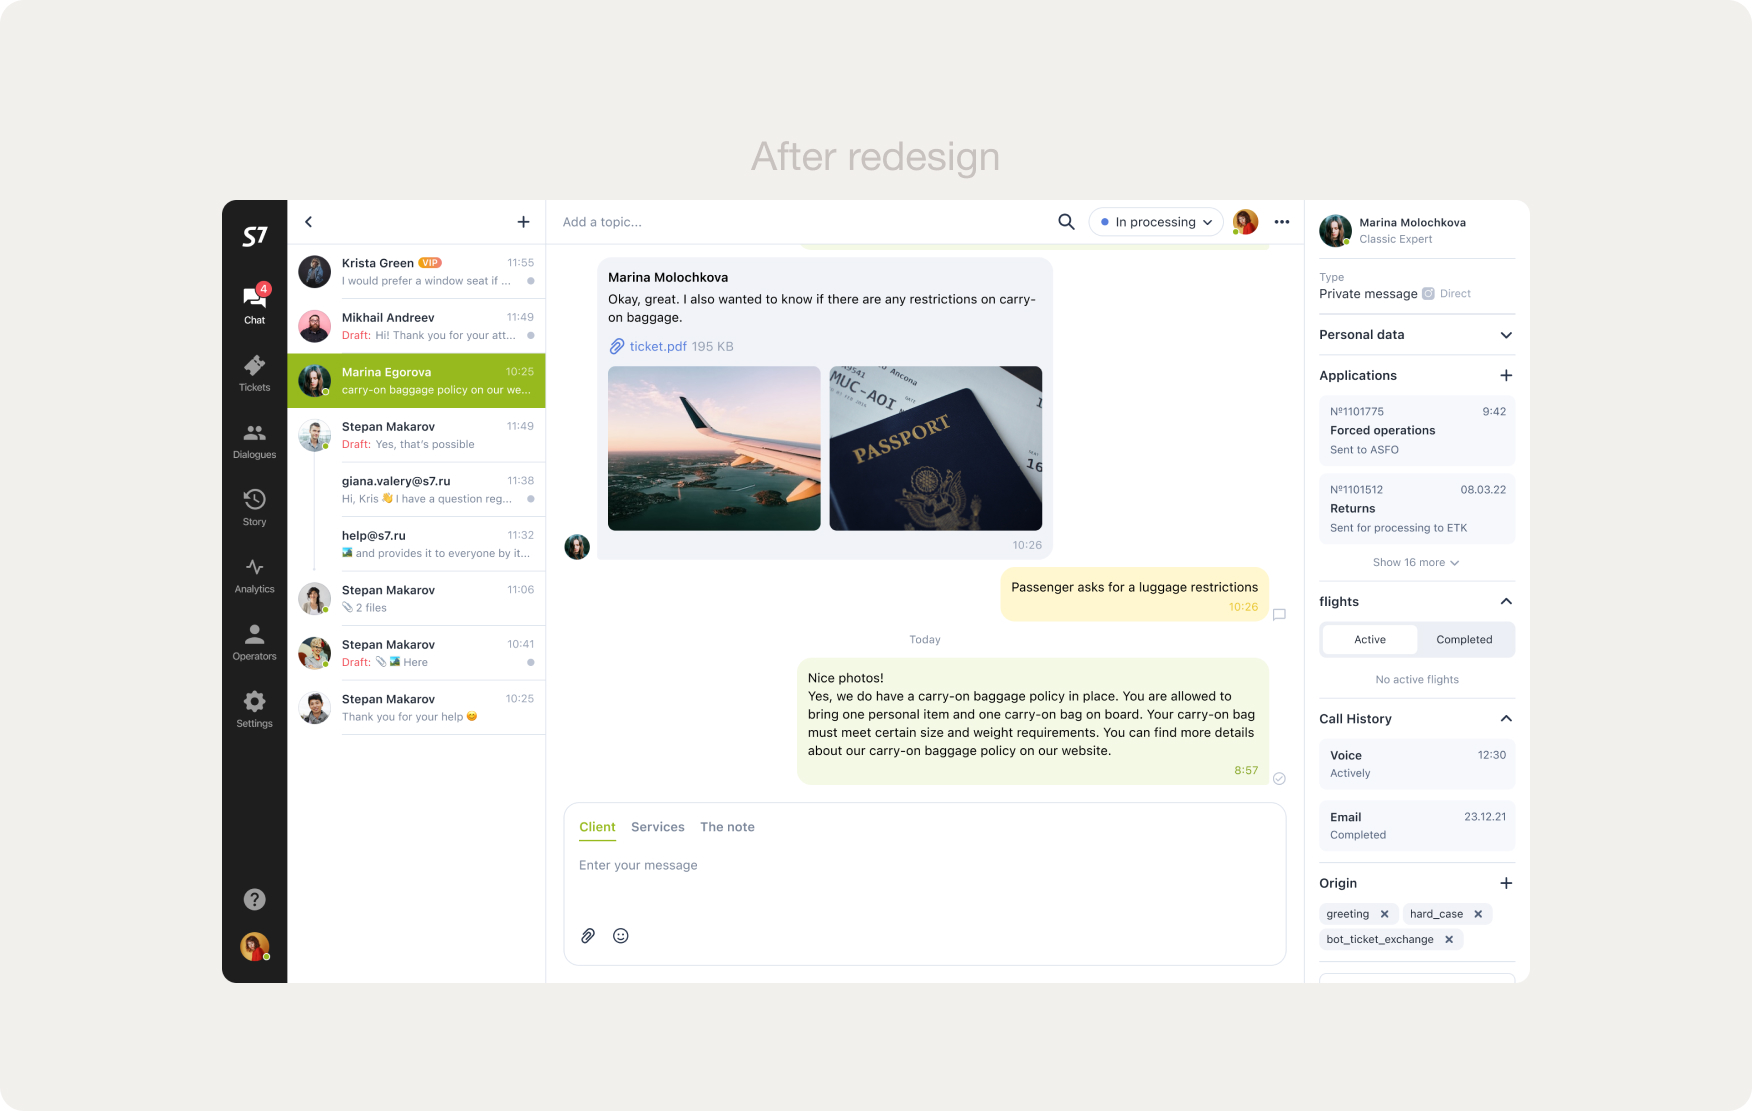 After redesign
S7
4
Chat
Tickets
Dialogues
Story
Analytics
Operators
Settings
Krista Green VIP 11:55
I would prefer a window seat if ...
Mikhail Andreev 11:49
Draft: Hi! Thank you for your att...
Marina Egorova 10:25
carry-on baggage policy on our we...
Stepan Makarov 11:49
Draft: Yes, that's possible
giana.valery@s7.ru 11:38
Hi, Kris 👋 I have a question reg...
help@s7.ru 11:32
🏞 and provides it to everyone by it...
Stepan Makarov 11:06
2 files
Stepan Makarov 10:41
Draft: 📎 🏞 Here
Stepan Makarov 10:25
Thank you for your help 😊
Add a topic...
In processing
Marina Molochkova
Okay, great. I also wanted to know if there are any restrictions on carry-
on baggage.
ticket.pdf 195 KB
Ancona
MUC-AOI
PASSPORT
16
10:26
Passenger asks for a luggage restrictions
10:26
Today
Nice photos!
Yes, we do have a carry-on baggage policy in place. You are allowed to
bring one personal item and one carry-on bag on board. Your carry-on bag
must meet certain size and weight requirements. You can find more details
about our carry-on baggage policy on our website.
8:57
Client Services The note
Enter your message
Marina Molochkova
Classic Expert
Type
Private message Direct
Personal data
Applications
№1101775 9:42
Forced operations
Sent to ASFO
№1101512 08.03.22
Returns
Sent for processing to ETK
Show 16 more
flights
Active Completed
No active flights
Call History
Voice 12:30
Actively
Email 23.12.21
Completed
Origin
greeting hard_case
bot_ticket_exchange